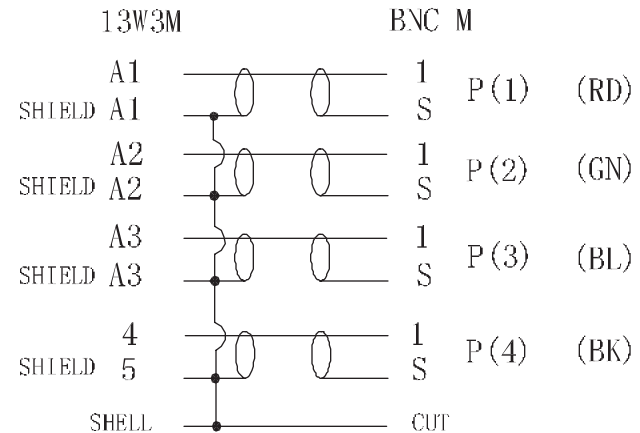 13W3M BNC M
A1 1 P(1) (RD)
SHIELD A1 S
A2 1 P(2) (GN)
SHIELD A2 S
A3 1 P(3) (BL)
SHIELD A3 S
4 1 P(4) (BK)
SHIELD 5 S
SHELL CUT